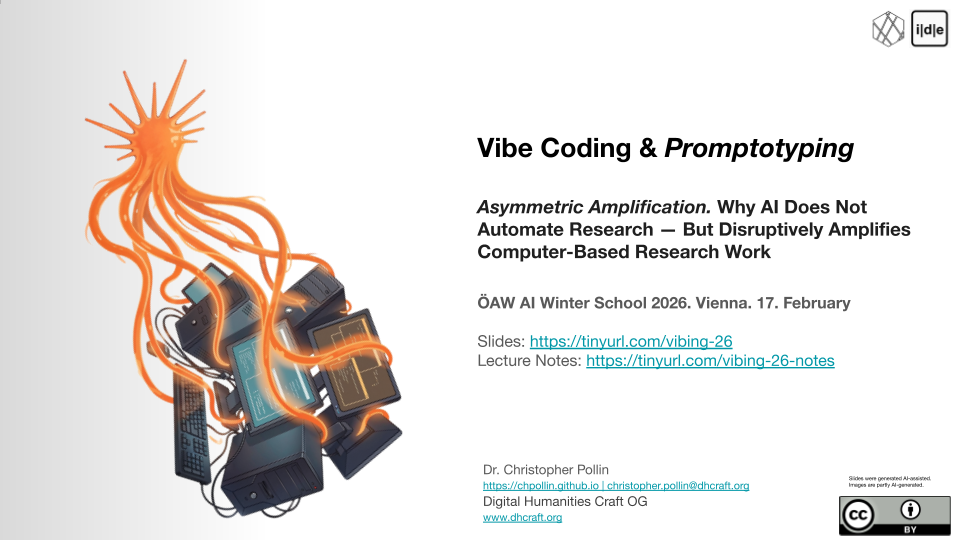 i|d|e
Vibe Coding & Promptotyping
Asymmetric Amplification. Why AI Does Not
Automate Research — But Disruptively Amplifies
Computer-Based Research Work
ÖAW AI Winter School 2026. Vienna. 17. February
Slides: https://tinyurl.com/vibing-26
Lecture Notes: https://tinyurl.com/vibing-26-notes
Dr. Christopher Pollin
https://chpollin.github.io | christopher.pollin@dhcraft.org
Digital Humanities Craft OG
www.dhcraft.org
Slides were generated AI-assisted.
Images are partly AI-generated.
CC
BY